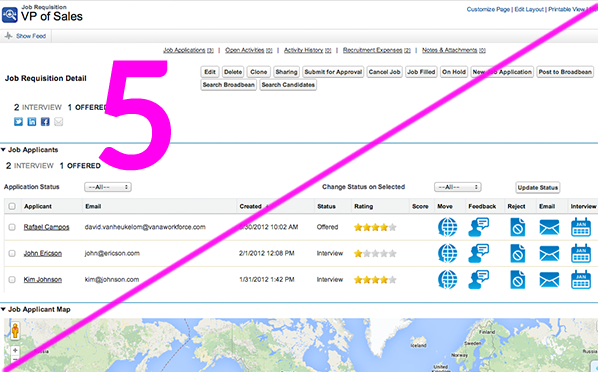 Job Requisition
VP of Sales
Customize Page | Edit Layout | Printable View |
Show Feed
Job Applications [3] | Open Activities [0] | Activity History [0] | Recruitment Expenses [2] | Notes & Attachments [0]
Job Requisition Detail
Edit Delete Clone Sharing Submit for Approval Cancel Job Job Filled On Hold New Job Application Post to Broadbean
Search Broadbean Search Candidates
2 INTERVIEW 1 OFFERED
5
Job Applicants
2 INTERVIEW 1 OFFERED
Application Status --All-- Change Status on Selected --All-- Update Status
Applicant Email Created Status Rating Score Move Feedback Reject Email Interview
Rafael Campos david.vanheukelom@vanaworkforce.com /30/2012 10:02 AM Offered
John Ericson john@ericson.com 2/1/2012 12:08 PM Interview
Kim Johnson kim@johnson.com 1/31/2012 1:42 PM Interview
JAN
JAN
JAN
Job Applicant Map
Russia
Iceland
Finland
Sweden
Norway